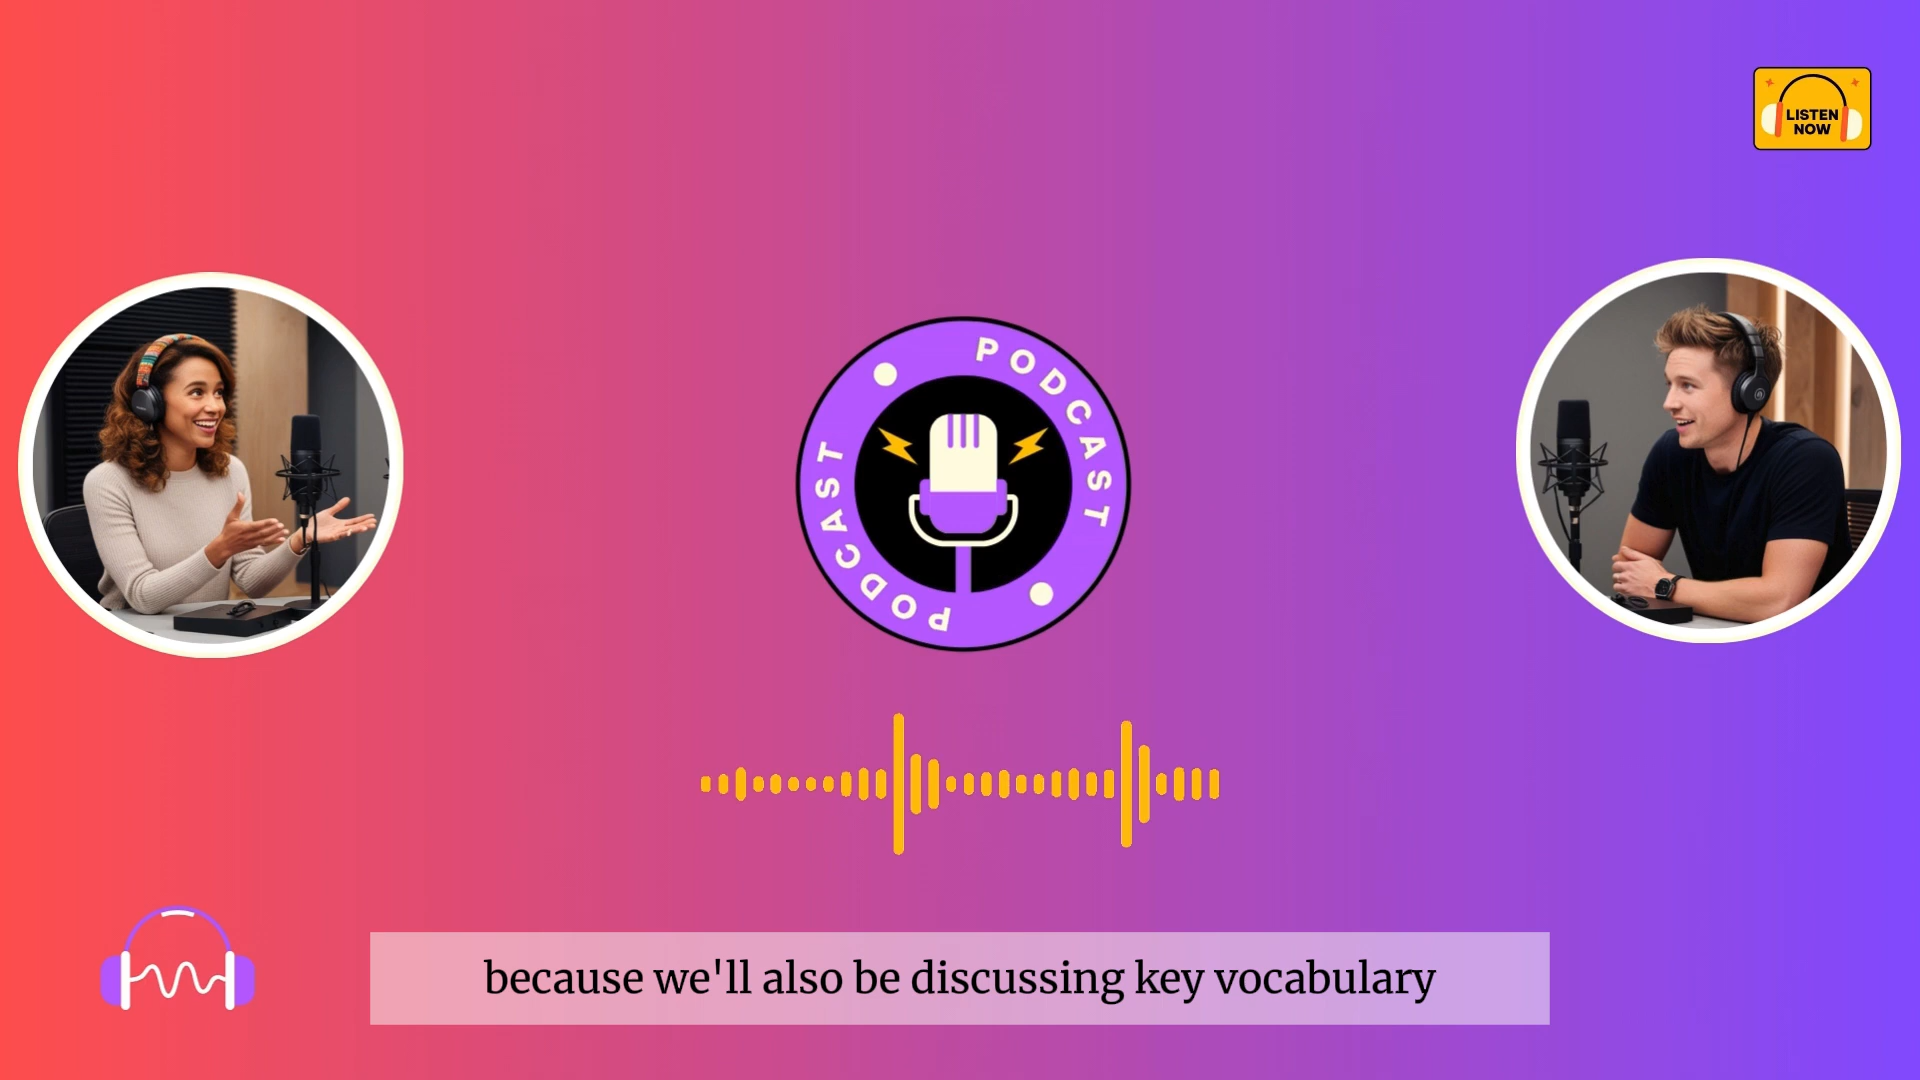 LISTEN
NOW
PODCAST
PODCAST
because we'll also be discussing key vocabulary